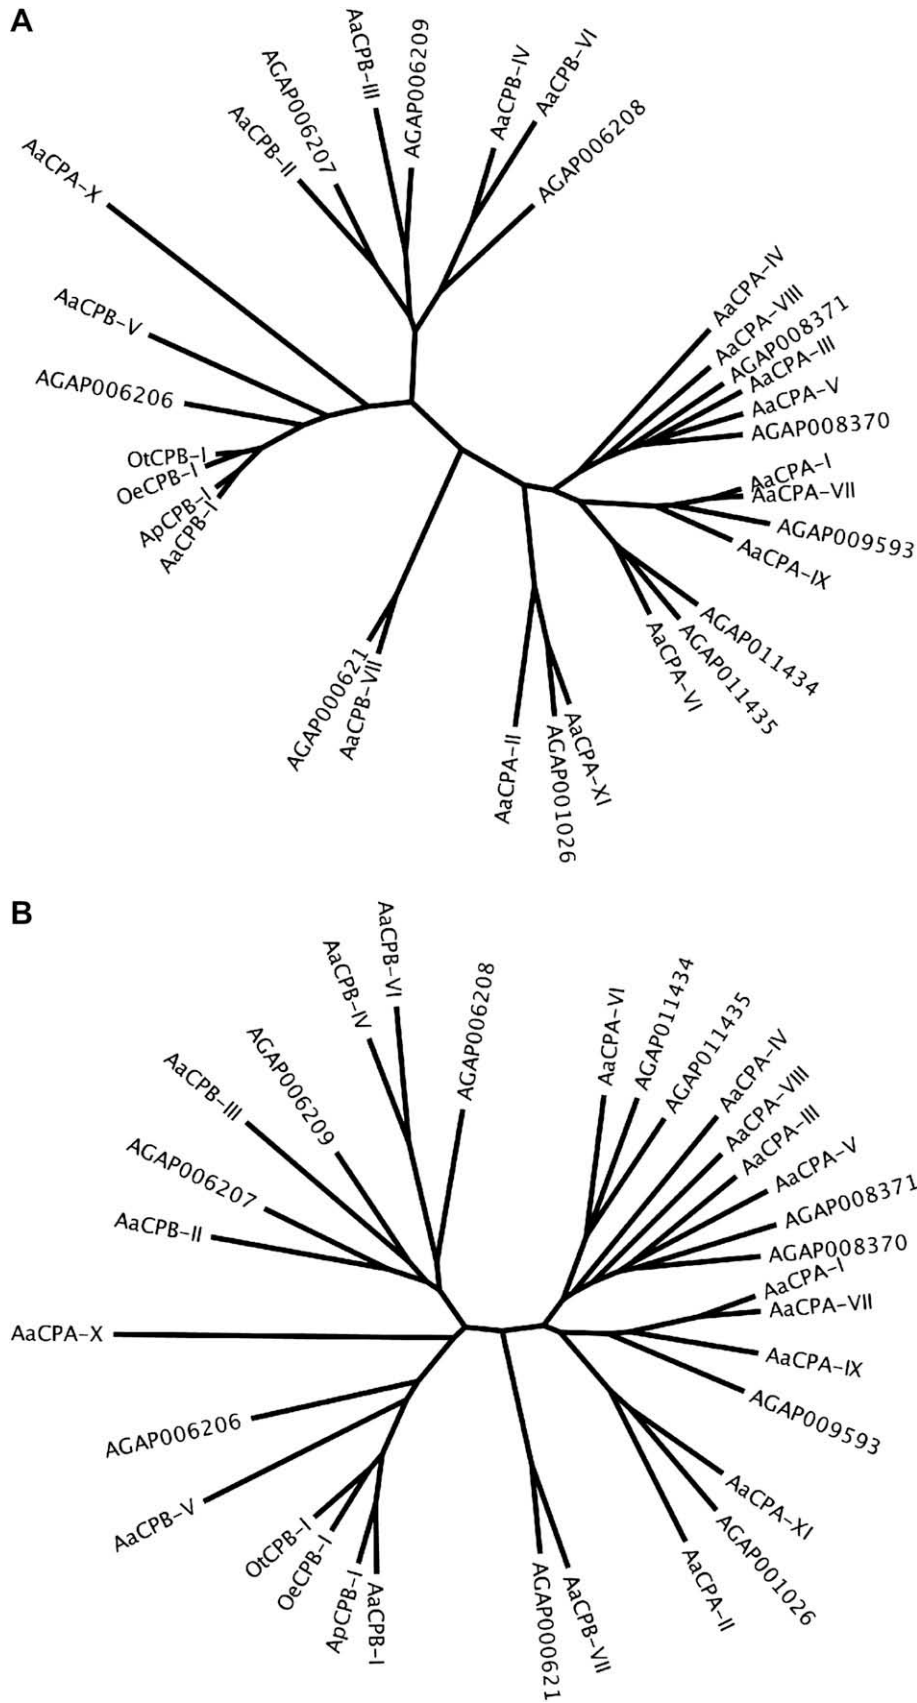 A
AaCPA-X
AaCPB-II
AGAP006207
AaCPB-III
AGAP006209
AaCPB-IV
AaCPB-VI
AGAP006208
AaCPA-IV
AaCPA-VIII
AGAP008371
AaCPA-III
AaCPA-V
AGAP008370
AaCPA-I
AaCPA-VII
AGAP009593
AaCPA-IX
AGAP011434
AGAP011435
AaCPA-VI
AaCPA-XI
AGAP001026
AaCPA-II
AaCPB-VII
AGAP000621
AaCPB-I
ApCPB-I
OeCPB-I
OtCPB-I
AGAP006206
AaCPB-V
B
AaCPA-X
AaCPB-II
AGAP006207
AaCPB-III
AGAP006209
AaCPB-IV
AaCPB-VI
AGAP006208
AaCPA-VI
AGAP011434
AGAP011435
AaCPA-IV
AaCPA-VIII
AaCPA-III
AaCPA-V
AGAP008371
AGAP008370
AaCPA-I
AaCPA-VII
AaCPA-IX
AGAP009593
AaCPA-XI
AGAP001026
AaCPA-II
AaCPB-VII
AGAP000621
AaCPB-I
ApCPB-I
OeCPB-I
OtCPB-I
AaCPB-V
AGAP006206